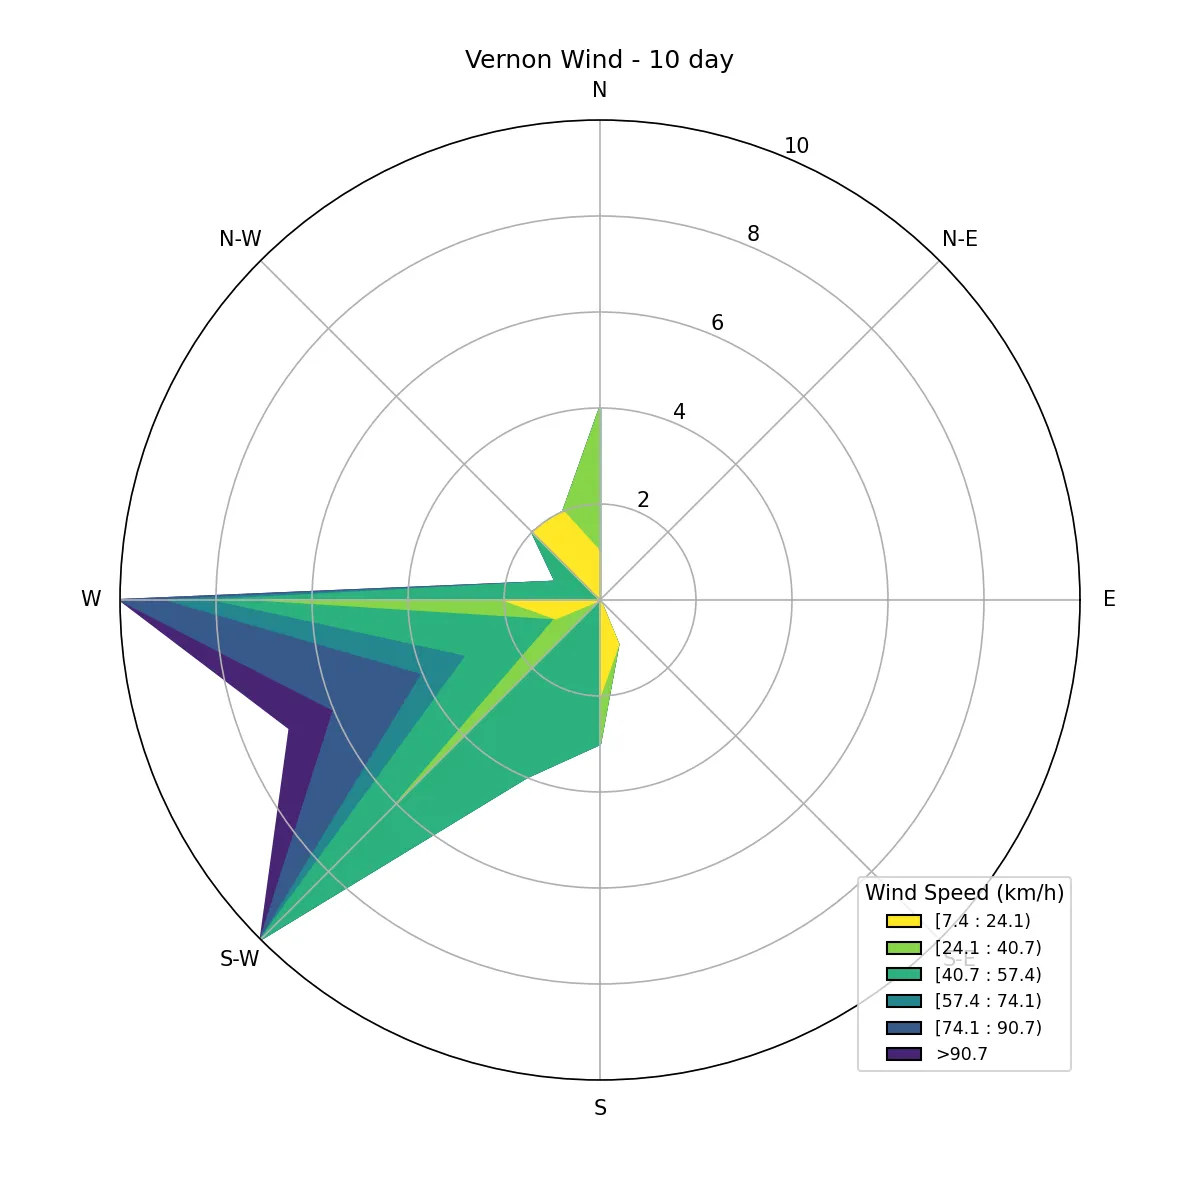 Vernon Wind - 10 day
N
10
N-W
8
N-E
6
4
2
W
E
Wind Speed (km/h)
[7.4 : 24.1)
[24.1 : 40.7)
S-W
S-E
[40.7 : 57.4)
[57.4 : 74.1)
[74.1 : 90.7)
>90.7
S